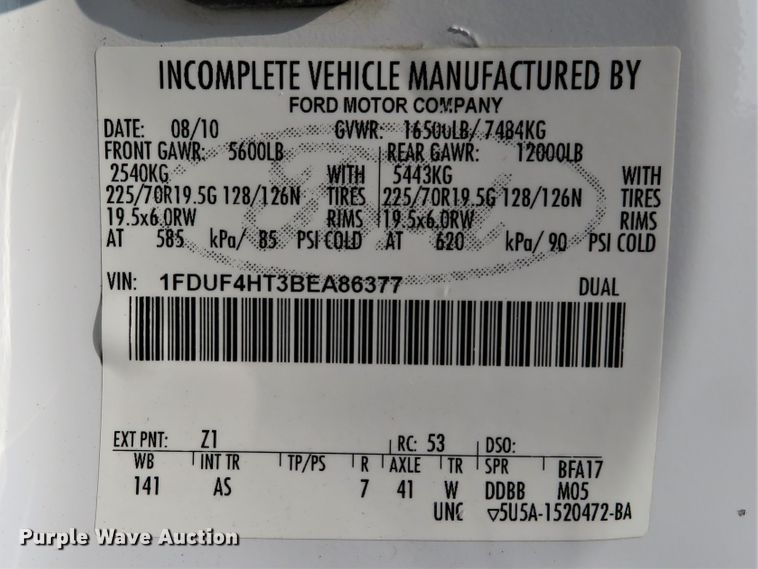 INCOMPLETE VEHICLE MANUFACTURED BY
FORD MOTOR COMPANY
DATE: 08/10 GVWR: 16500LB/ 7484KG
FRONT GAWR: 5600LB REAR GAWR: 12000LB
2540KG WITH 5443KG WITH
225/70R19.5G 128/126N TIRES 225/70R19.5G 128/126N TIRES
19.5x6.0RW RIMS 19.5x6.0RW RIMS
AT 585 kPa/ 85 PSI COLD AT 620 kPa/ 90 PSI COLD
VIN: 1FDUF4HT3BEA86377 DUAL
EXT PNT: Z1 RC: 53 DSO:
WB INT TR TP/PS R AXLE TR SPR BFA17
141 AS 7 41 W DDBB M05
UNC ▽5U5A-1520472-BA
Purple Wave Auction